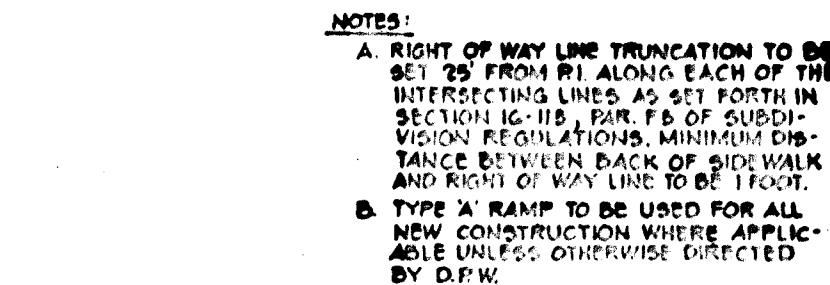 NOTES:
A. RIGHT OF WAY LINE TRUNCATION TO BE
SET 25' FROM P.I. ALONG EACH OF THE
INTERSECTING LINES AS SET FORTH IN
SECTION 16-118, PAR. FB OF SUBDI-
VISION REGULATIONS. MINIMUM DIS-
TANCE BETWEEN BACK OF SIDEWALK
AND RIGHT OF WAY LINE TO BE 1 FOOT.
B. TYPE 'A' RAMP TO BE USED FOR ALL
NEW CONSTRUCTION WHERE APPLIC-
ABLE UNLESS OTHERWISE DIRECTED
BY D.P.W.